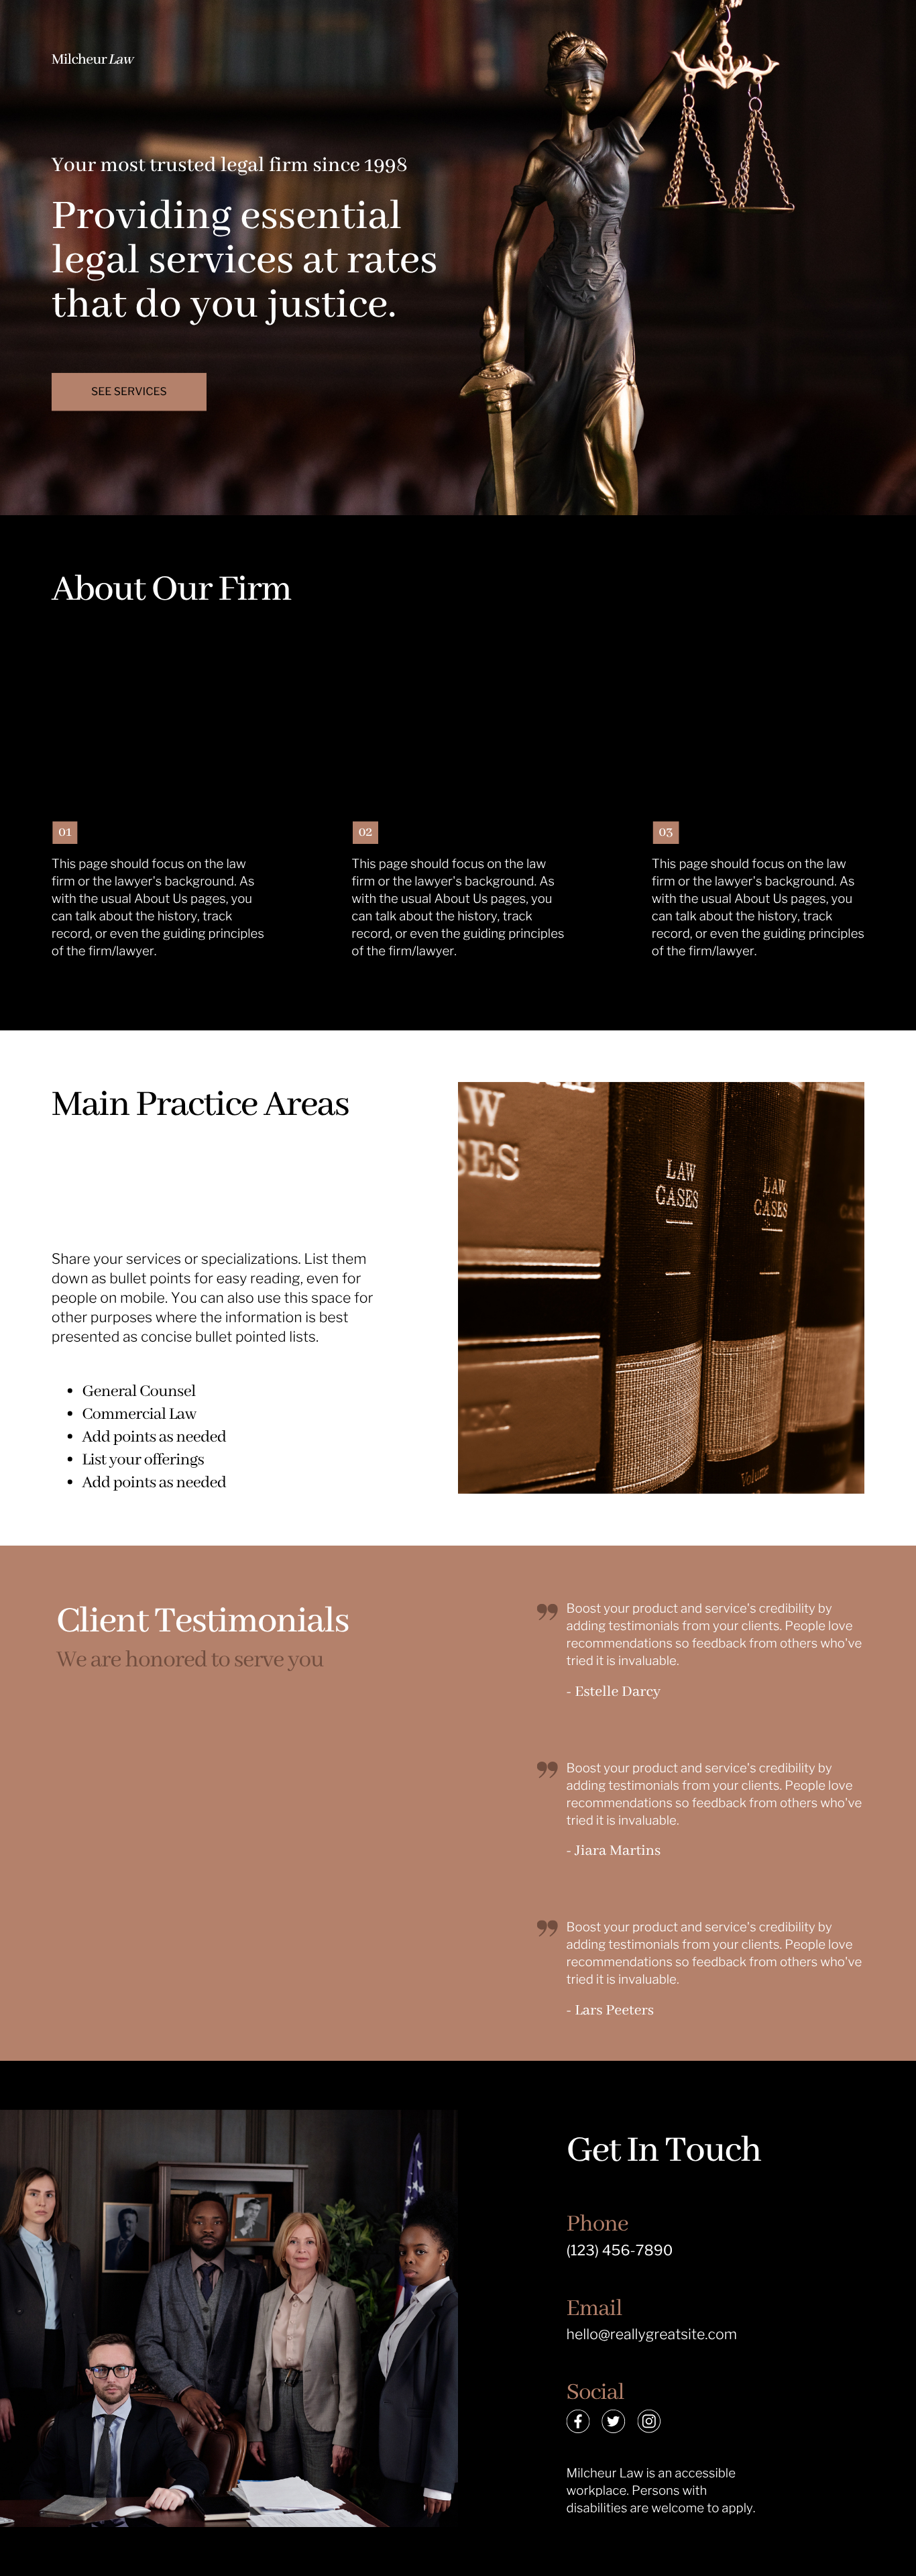 Milcheur Law
Your most trusted legal firm since 1998
Providing essential
legal services at rates
that do you justice.
SEE SERVICES
About Our Firm
01
This page should focus on the law
firm or the lawyer's background. As
with the usual About Us pages, you
can talk about the history, track
record, or even the guiding principles
of the firm/lawyer.
02
This page should focus on the law
firm or the lawyer's background. As
with the usual About Us pages, you
can talk about the history, track
record, or even the guiding principles
of the firm/lawyer.
03
This page should focus on the law
firm or the lawyer's background. As
with the usual About Us pages, you
can talk about the history, track
record, or even the guiding principles
of the firm/lawyer.
Main Practice Areas
Share your services or specializations. List them
down as bullet points for easy reading, even for
people on mobile. You can also use this space for
other purposes where the information is best
presented as concise bullet pointed lists.
• General Counsel
• Commercial Law
• Add points as needed
• List your offerings
• Add points as needed
LAW
CASES
LAW
CASES
Volume
Client Testimonials
We are honored to serve you
Boost your product and service's credibility by
adding testimonials from your clients. People love
recommendations so feedback from others who've
tried it is invaluable.
- Estelle Darcy
Boost your product and service's credibility by
adding testimonials from your clients. People love
recommendations so feedback from others who've
tried it is invaluable.
- Jiara Martins
Boost your product and service's credibility by
adding testimonials from your clients. People love
recommendations so feedback from others who've
tried it is invaluable.
- Lars Peeters
Get In Touch
Phone
(123) 456-7890
Email
hello@reallygreatsite.com
Social
Milcheur Law is an accessible
workplace. Persons with
disabilities are welcome to apply.